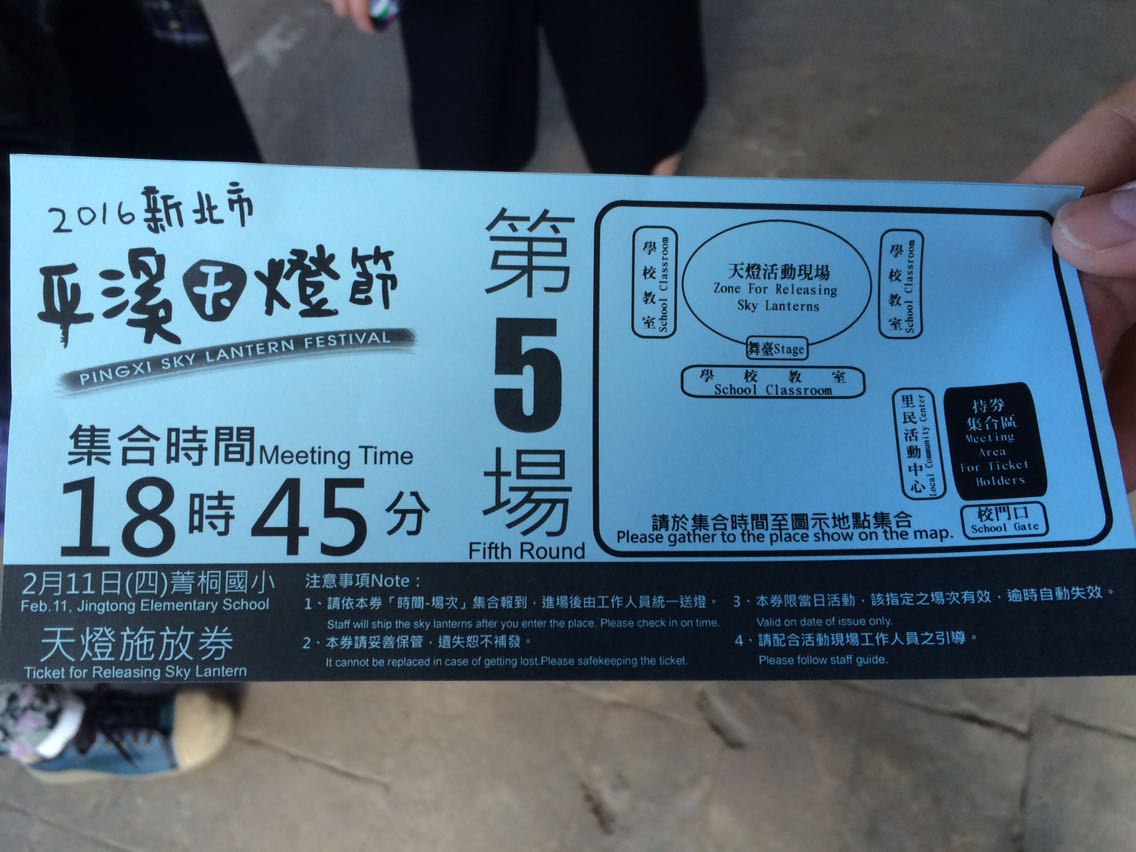 2016新北市
平溪天燈節
PINGXI SKY LANTERN FESTIVAL
集合時間Meeting Time
18時45分
第
5
場
Fifth Round
學校教室
School Classroom
天燈活動現場
Zone For Releasing
Sky Lanterns
舞臺Stage
學校教室
School Classroom
學校教室
School Classroom
里民活動中心
Local Community Center
持券
集合區
Meeting
Area
For Ticket
Holders
校門口
School Gate
請於集合時間至圖示地點集合
Please gather to the place show on the map.
2月11日(四)菁桐國小
Feb.11, Jingtong Elementary School
天燈施放券
Ticket for Releasing Sky Lantern
注意事項Note：
1、請依本券「時間-場次」集合報到，進場後由工作人員統一送燈。
Staff will ship the sky lanterns after you enter the place. Please check in on time.
2、本券請妥善保管，遺失恕不補發。
It cannot be replaced in case of getting lost.Please safekeeping the ticket.
3、本券限當日活動，該指定之場次有效，逾時自動失效。
Valid on date of issue only.
4、請配合活動現場工作人員之引導。
Please follow staff guide.